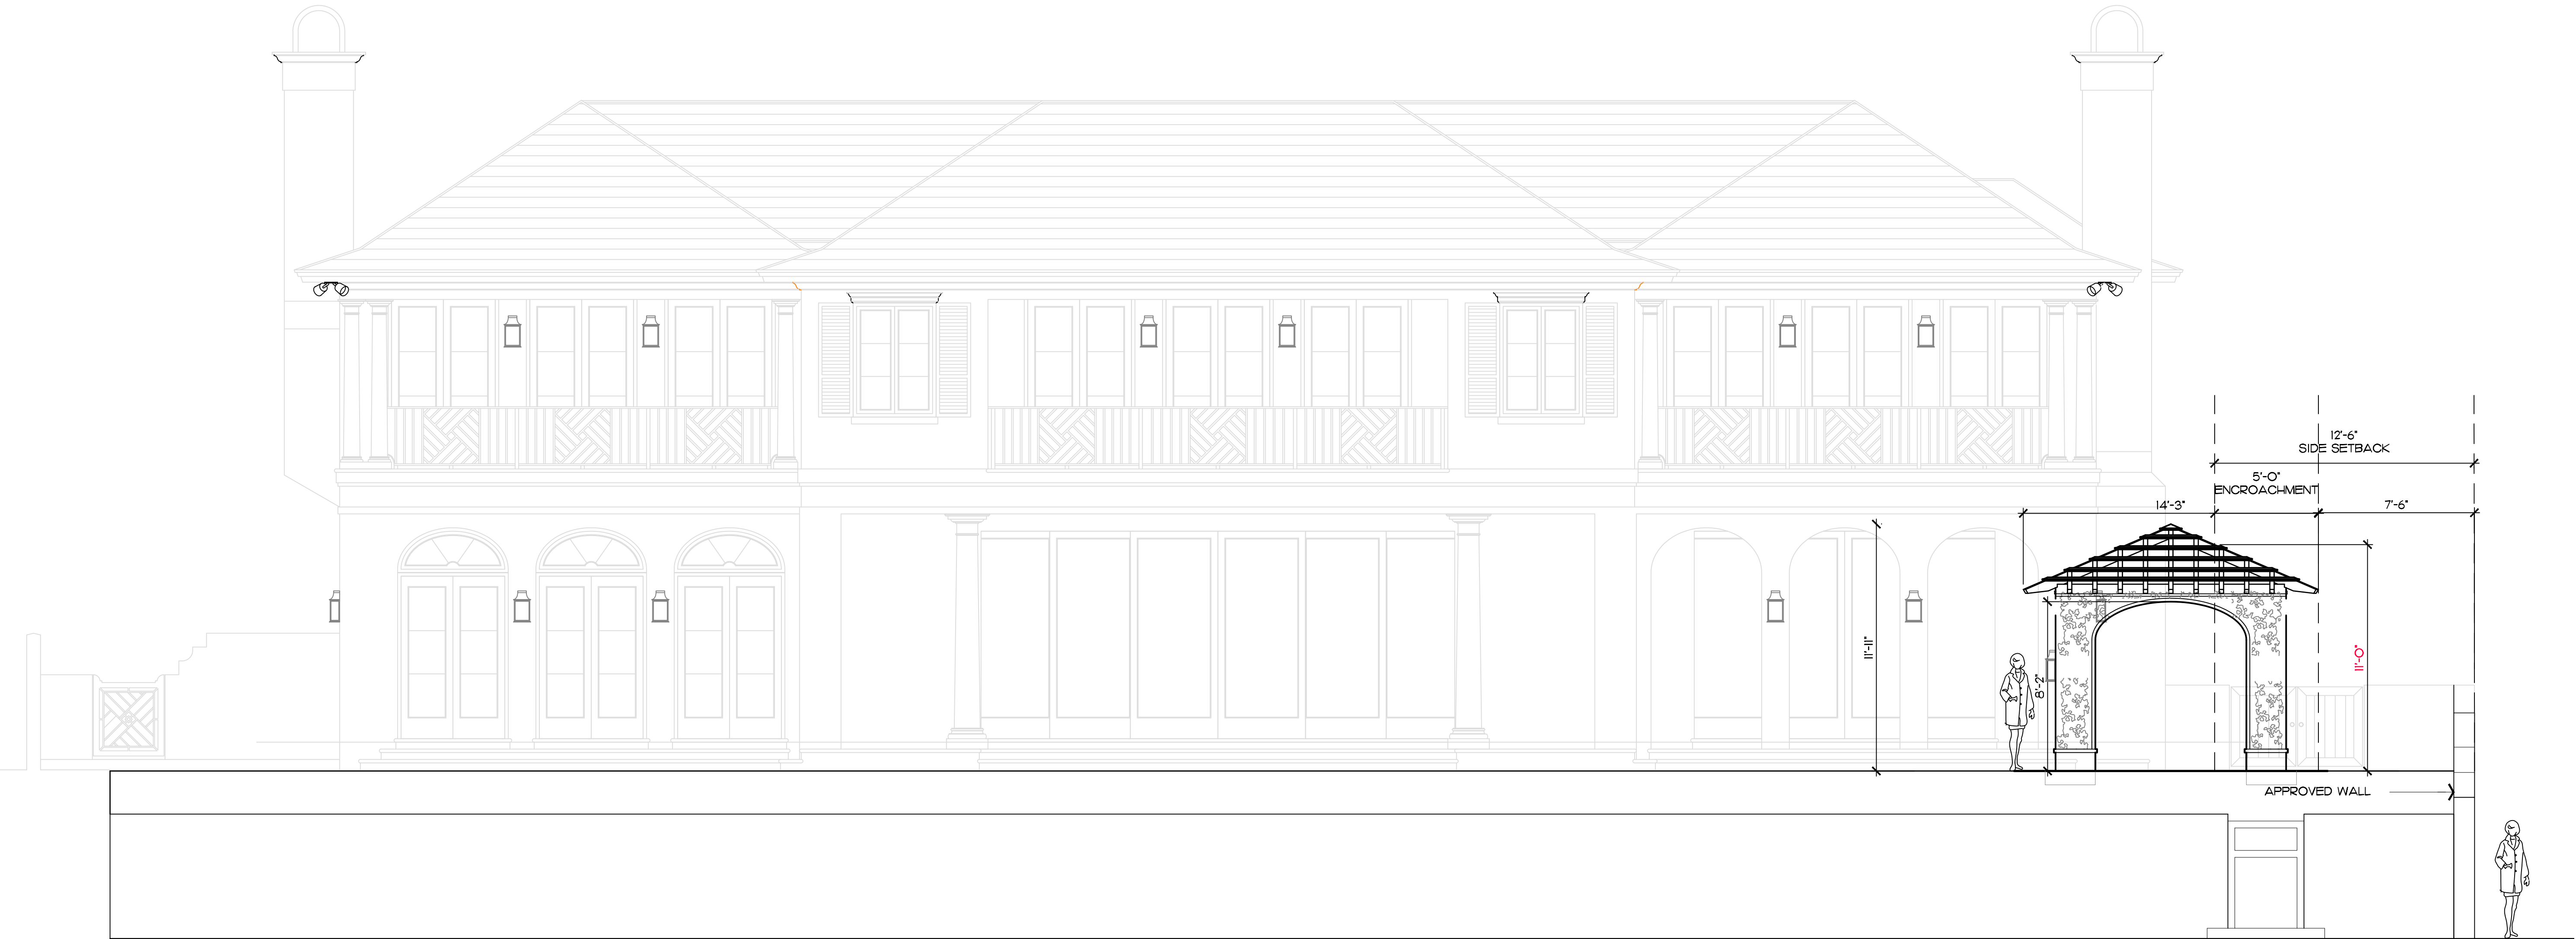 12'-6"
SIDE SETBACK
5'-0"
ENCROACHMENT
14'-3"
7'-6"
11'-11"
8'-2"
11'-0"
APPROVED WALL